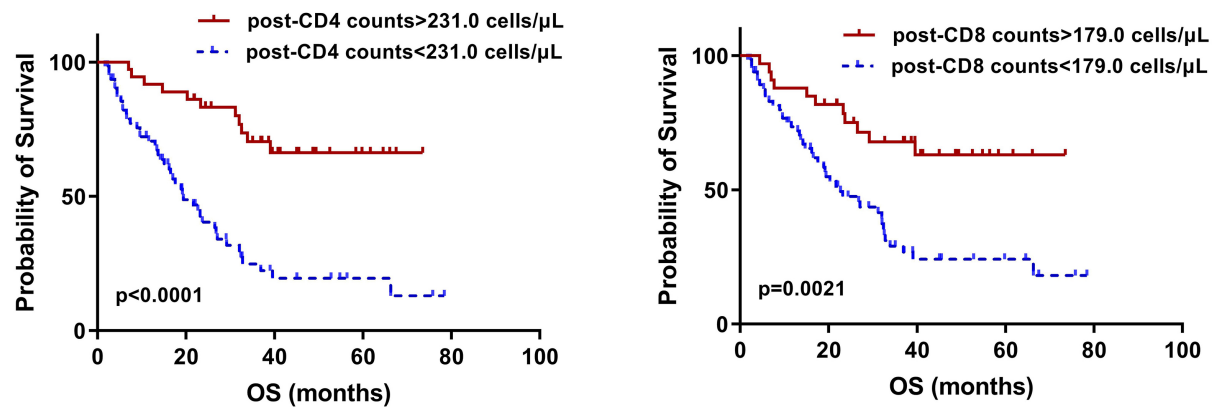 post-CD4 counts>231.0 cells/µL
post-CD4 counts<231.0 cells/µL
Probability of Survival
100
50
0
p<0.0001
0 20 40 60 80 100
OS (months)
post-CD8 counts>179.0 cells/µL
post-CD8 counts<179.0 cells/µL
Probability of Survival
100
50
0
p=0.0021
0 20 40 60 80 100
OS (months)